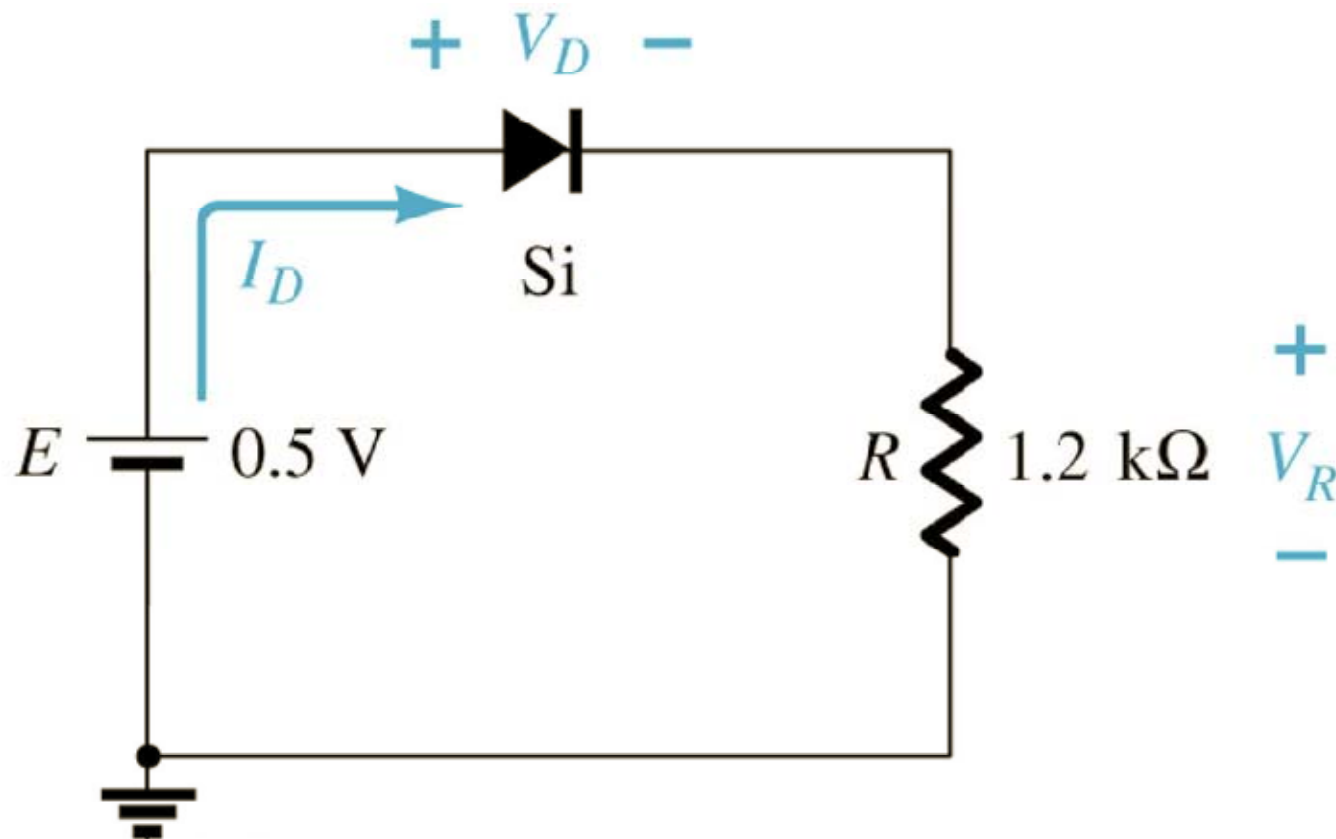 + V_D −
I_D
Si
E 0.5 V
R 1.2 kΩ
+
V_R
−